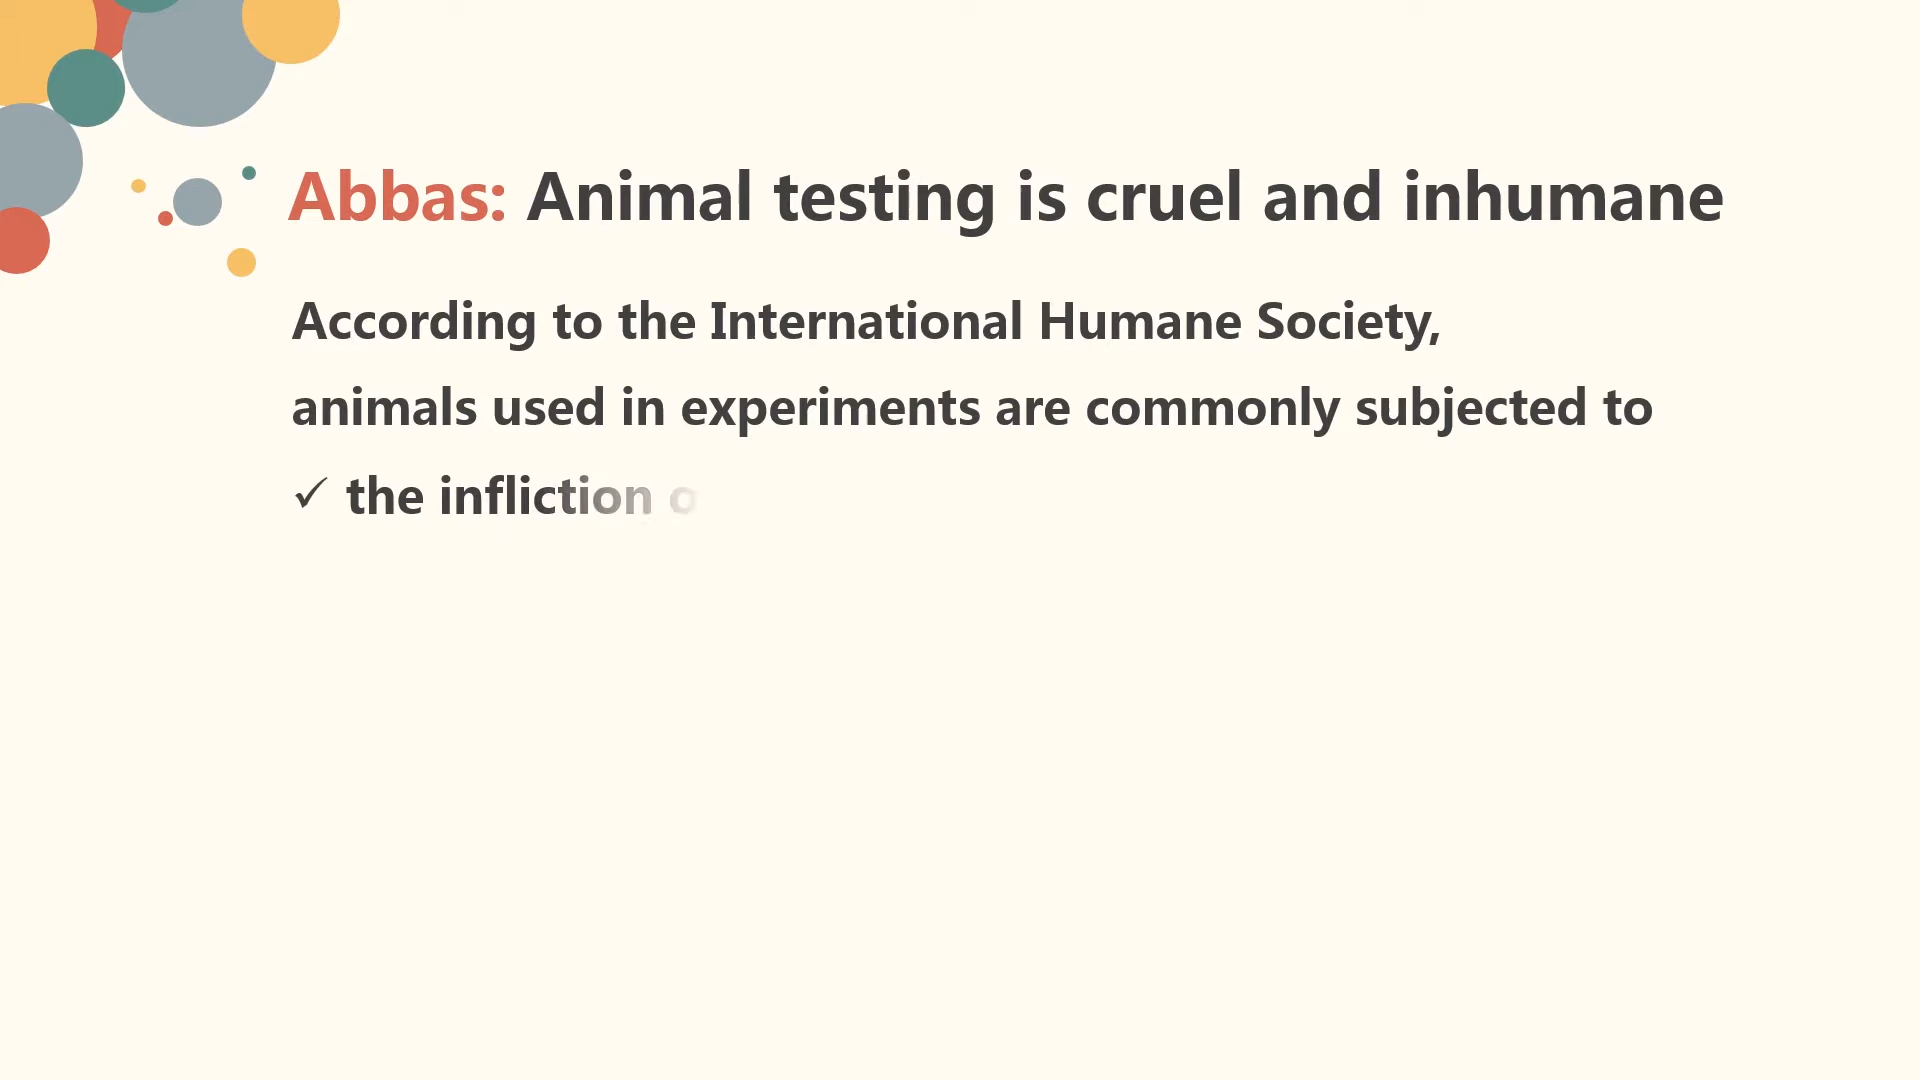 Abbas: Animal testing is cruel and inhumane
According to the International Humane Society,
animals used in experiments are commonly subjected to
✓ the infliction